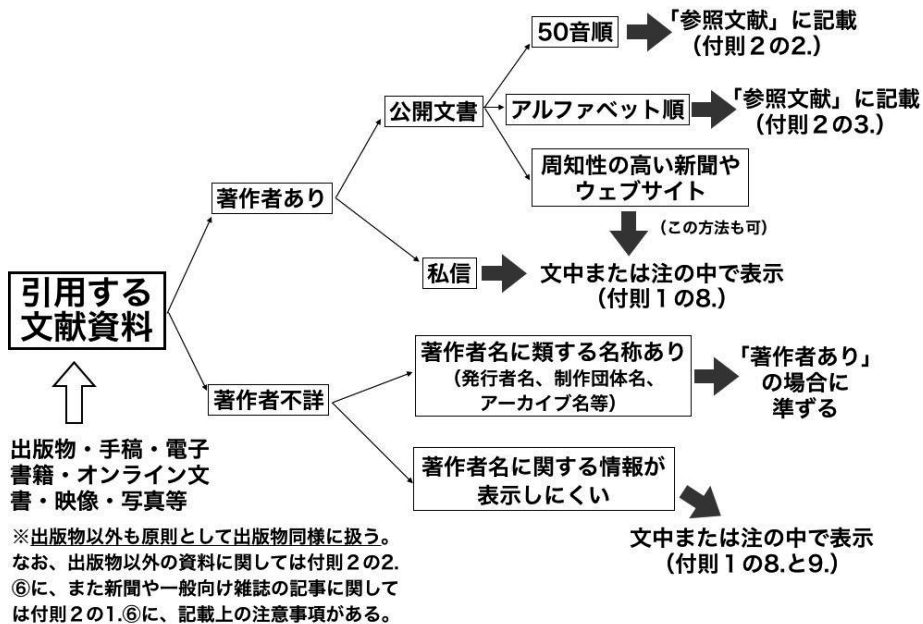 引用する
文献資料
出版物・手稿・電子
書籍・オンライン文
書・映像・写真等
※出版物以外も原則として出版物同様に扱う。
なお、出版物以外の資料に関しては付則２の2.
⑥に、また新聞や一般向け雑誌の記事に関して
は付則２の1.⑥に、記載上の注意事項がある。
著作者あり
公開文書
50音順
「参照文献」に記載
（付則２の2.）
アルファベット順
「参照文献」に記載
（付則２の3.）
周知性の高い新聞や
ウェブサイト
（この方法も可）
私信
文中または注の中で表示
（付則１の8.）
著作者不詳
著作者名に類する名称あり
（発行者名、制作団体名、
アーカイブ名等）
「著作者あり」
の場合に
準ずる
著作者名に関する情報が
表示しにくい
文中または注の中で表示
（付則１の8.と9.）